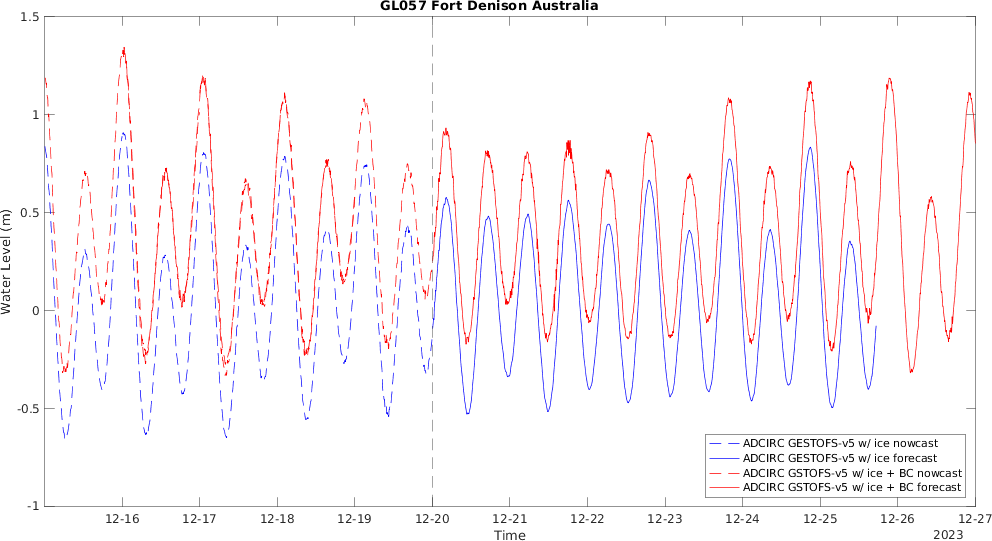 GL057 Fort Denison Australia
1.5
1
0.5
0
-0.5
-1
Water Level (m)
12-16 12-17 12-18 12-19 12-20 12-21 12-22 12-23 12-24 12-25 12-26 12-27
Time
2023
ADCIRC GESTOFS-v5 w/ ice nowcast
ADCIRC GESTOFS-v5 w/ ice forecast
ADCIRC GSTOFS-v5 w/ ice + BC nowcast
ADCIRC GSTOFS-v5 w/ ice + BC forecast